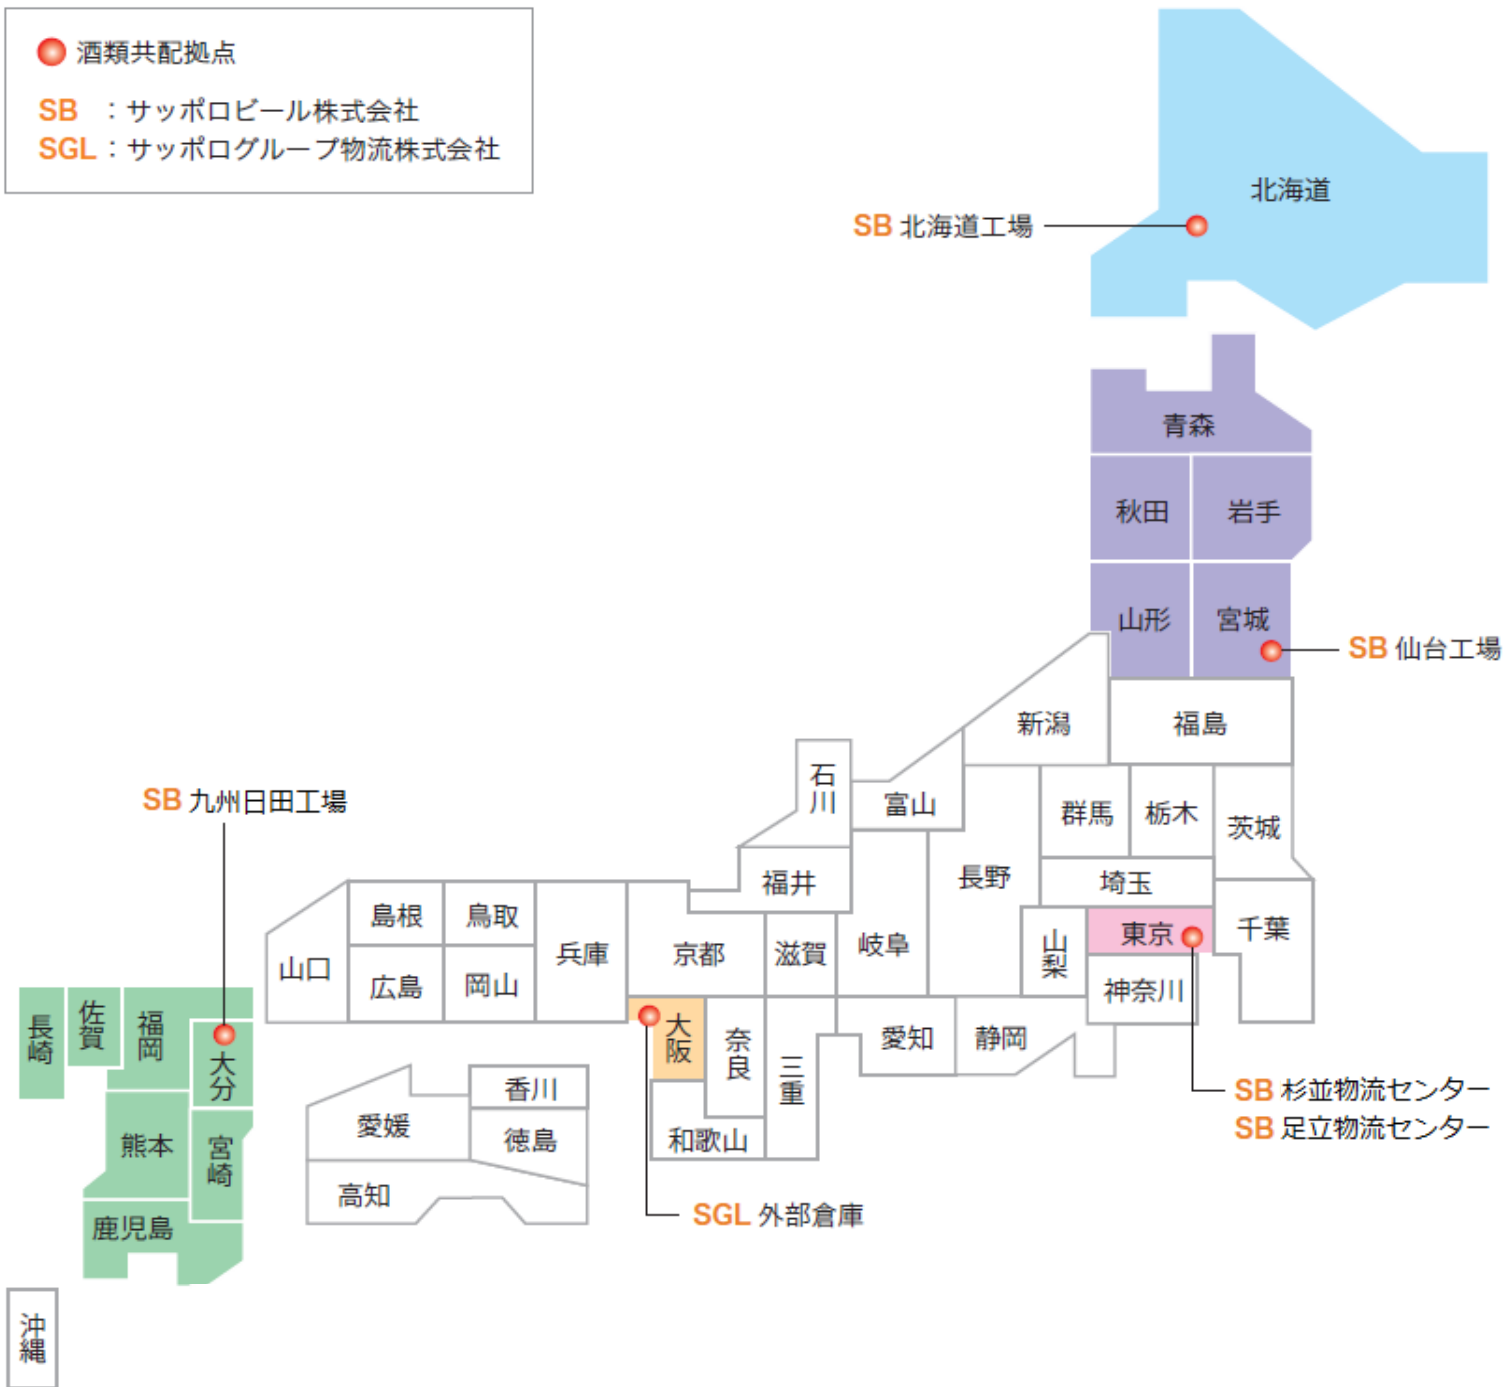 酒類共配拠点
SB ：サッポロビール株式会社
SGL：サッポログループ物流株式会社
北海道
SB 北海道工場
青森
秋田
岩手
山形
宮城
SB 仙台工場
新潟
福島
石川
富山
群馬
栃木
茨城
SB 九州日田工場
福井
長野
埼玉
島根
鳥取
兵庫
京都
滋賀
岐阜
山梨
東京
千葉
山口
広島
岡山
神奈川
長崎
佐賀
福岡
大分
大阪
奈良
三重
愛知
静岡
香川
SB 杉並物流センター
愛媛
徳島
和歌山
SB 足立物流センター
熊本
宮崎
高知
SGL 外部倉庫
鹿児島
沖縄